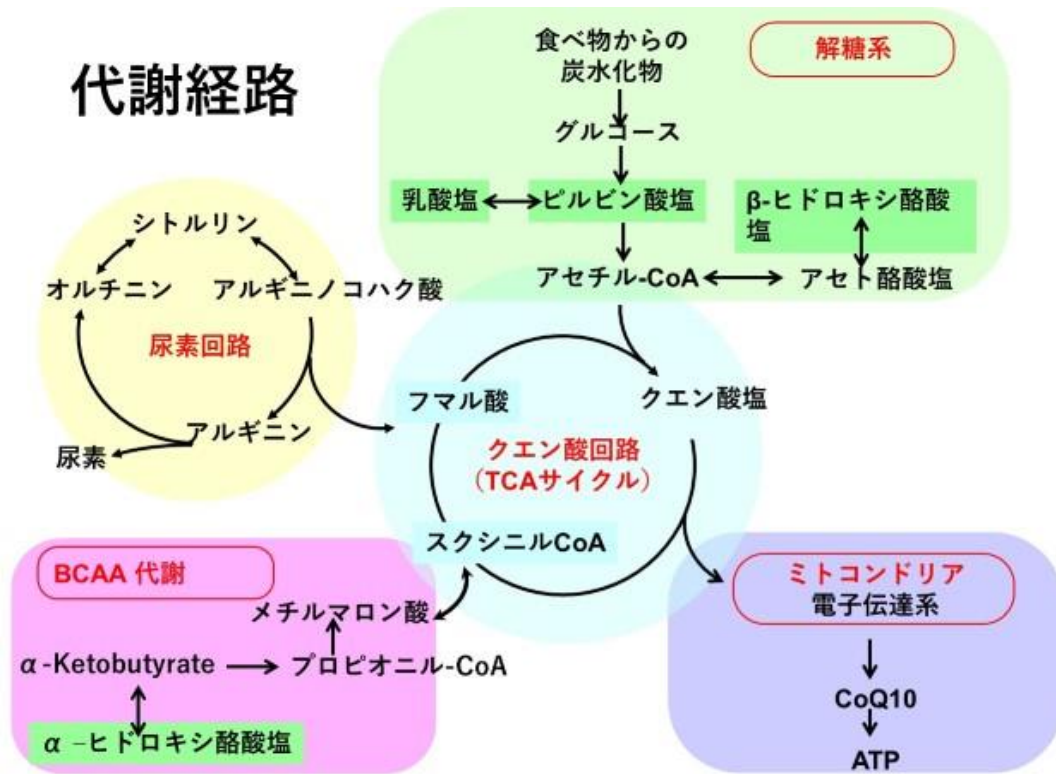 代謝経路
食べ物からの
炭水化物
解糖系
グルコース
乳酸塩
ピルビン酸塩
β-ヒドロキシ酪酸
塩
アセチル-CoA
アセト酪酸塩
シトルリン
オルチニン
アルギニノコハク酸
尿素回路
アルギニン
尿素
フマル酸
クエン酸塩
クエン酸回路
（TCAサイクル）
スクシニルCoA
BCAA 代謝
メチルマロン酸
α-Ketobutyrate
プロピオニル-CoA
α −ヒドロキシ酪酸塩
ミトコンドリア
電子伝達系
CoQ10
ATP